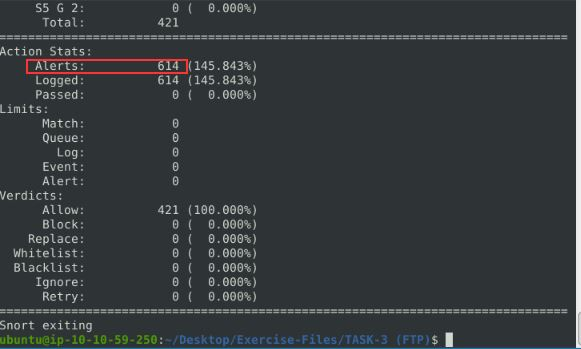 S5 G 2:            0 (  0.000%)
Total:          421
===============================================================================
Action Stats:
Alerts:          614 (145.843%)
Logged:          614 (145.843%)
Passed:            0 (  0.000%)
Limits:
Match:            0
Queue:            0
Log:            0
Event:            0
Alert:            0
Verdicts:
Allow:          421 (100.000%)
Block:            0 (  0.000%)
Replace:            0 (  0.000%)
Whitelist:            0 (  0.000%)
Blacklist:            0 (  0.000%)
Ignore:            0 (  0.000%)
Retry:            0 (  0.000%)
===============================================================================
Snort exiting
ubuntu@ip-10-10-59-250:~/Desktop/Exercise-Files/TASK-3 (FTP)$